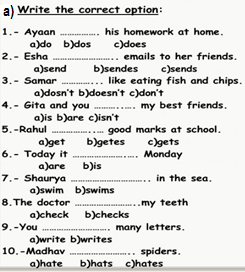 a) Write the correct option:
1.- Ayaan ................ his homework at home.
a)do b)dos c)does
2.- Esha ........................ emails to her friends.
a)send b)sendes c)sends
3.- Samar .............. like eating fish and chips.
a)dosn't b)doesn't c)don't
4.- Gita and you .............. my best friends.
a)is b)are c)isn't
5.-Rahul ................ good marks at school.
a)get b)getes c)gets
6.- Today it ........................ Monday
a)are b)is
7.- Shaurya ........................... in the sea.
a)swim b)swims
8.The doctor ..................my teeth
a)check b)checks
9.-You ..................... many letters.
a)write b)writes
10.-Madhav ..................... spiders.
a)hate b)hats c)hates